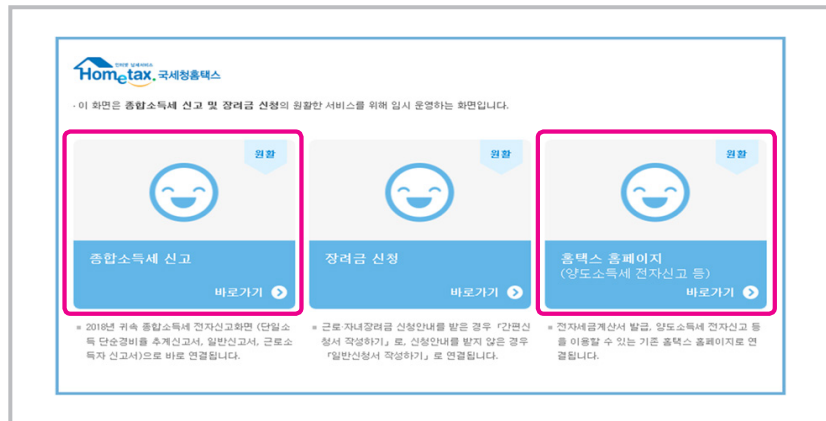 인터넷 납세서비스
Hometax. 국세청홈택스
· 이 화면은 종합소득세 신고 및 장려금 신청의 원활한 서비스를 위해 임시 운영하는 화면입니다.
원활
종합소득세 신고
바로가기
원활
장려금 신청
바로가기
원활
홈택스 홈페이지
(양도소득세 전자신고 등)
바로가기
2018년 귀속 종합소득세 전자신고화면 (단일소
득 단순경비율 추계신고서, 일반신고서, 근로소
득자 신고서)으로 바로 연결됩니다.
근로·자녀장려금 신청안내를 받은 경우 『간편신
청서 작성하기』로, 신청안내를 받지 않은 경우
『일반신청서 작성하기』로 연결됩니다.
전자세금계산서 발급, 양도소득세 전자신고 등
을 이용할 수 있는 기존 홈택스 홈페이지로 연
결됩니다.